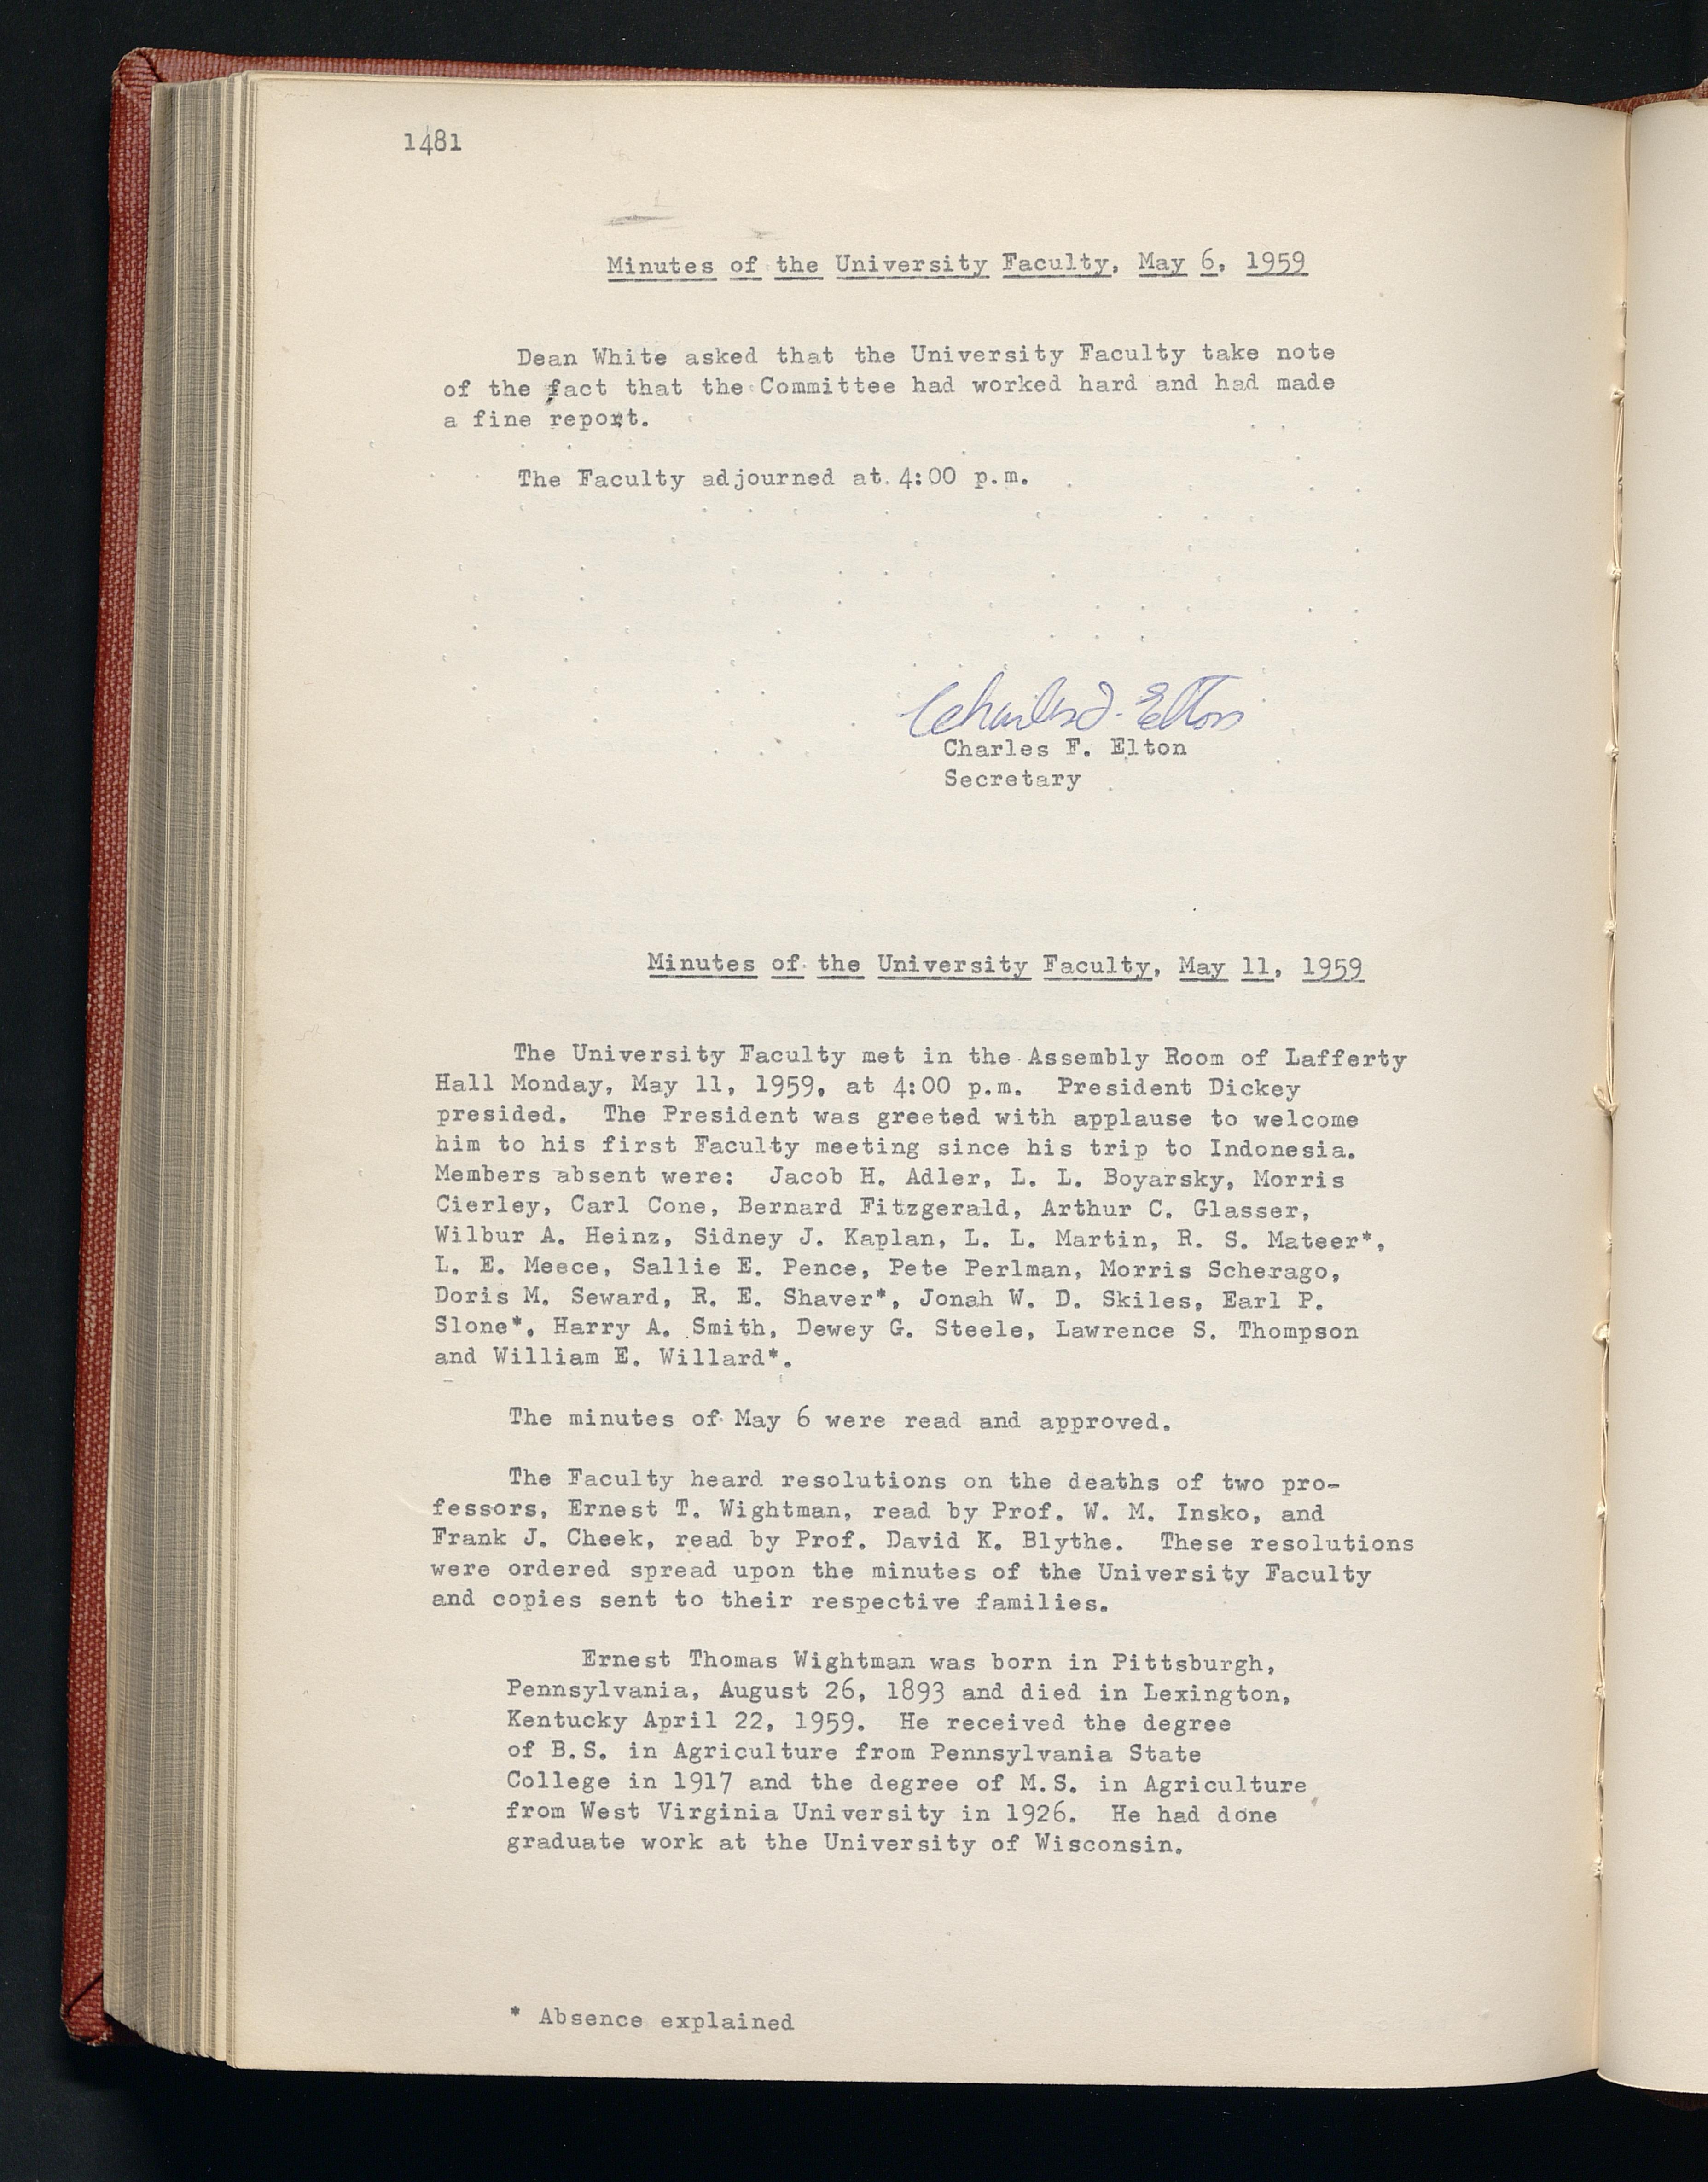 1481
Minutes of the University Faculty, May 6, 1959
Dean White asked that the University Faculty take note
of the fact that the Committee had worked hard and had made
a fine report.
The Faculty adjourned at 4:00 p.m.
Charles F. Elton
Charles F. Elton
Secretary
Minutes of the University Faculty, May 11, 1959
The University Faculty met in the Assembly Room of Lafferty
Hall Monday, May 11, 1959, at 4:00 p.m. President Dickey
presided. The President was greeted with applause to welcome
him to his first Faculty meeting since his trip to Indonesia.
Members absent were: Jacob H. Adler, L. L. Boyarsky, Morris
Cierley, Carl Cone, Bernard Fitzgerald, Arthur C. Glasser,
Wilbur A. Heinz, Sidney J. Kaplan, L. L. Martin, R. S. Mateer*,
L. E. Meece, Sallie E. Pence, Pete Perlman, Morris Scherago,
Doris M. Seward, R. E. Shaver*, Jonah W. D. Skiles, Earl P.
Slone*, Harry A. Smith, Dewey G. Steele, Lawrence S. Thompson
and William E. Willard*.
The minutes of May 6 were read and approved.
The Faculty heard resolutions on the deaths of two pro-
fessors, Ernest T. Wightman, read by Prof. W. M. Insko, and
Frank J. Cheek, read by Prof. David K. Blythe. These resolutions
were ordered spread upon the minutes of the University Faculty
and copies sent to their respective families.
Ernest Thomas Wightman was born in Pittsburgh,
Pennsylvania, August 26, 1893 and died in Lexington,
Kentucky April 22, 1959. He received the degree
of B.S. in Agriculture from Pennsylvania State
College in 1917 and the degree of M.S. in Agriculture
from West Virginia University in 1926. He had done
graduate work at the University of Wisconsin.
* Absence explained